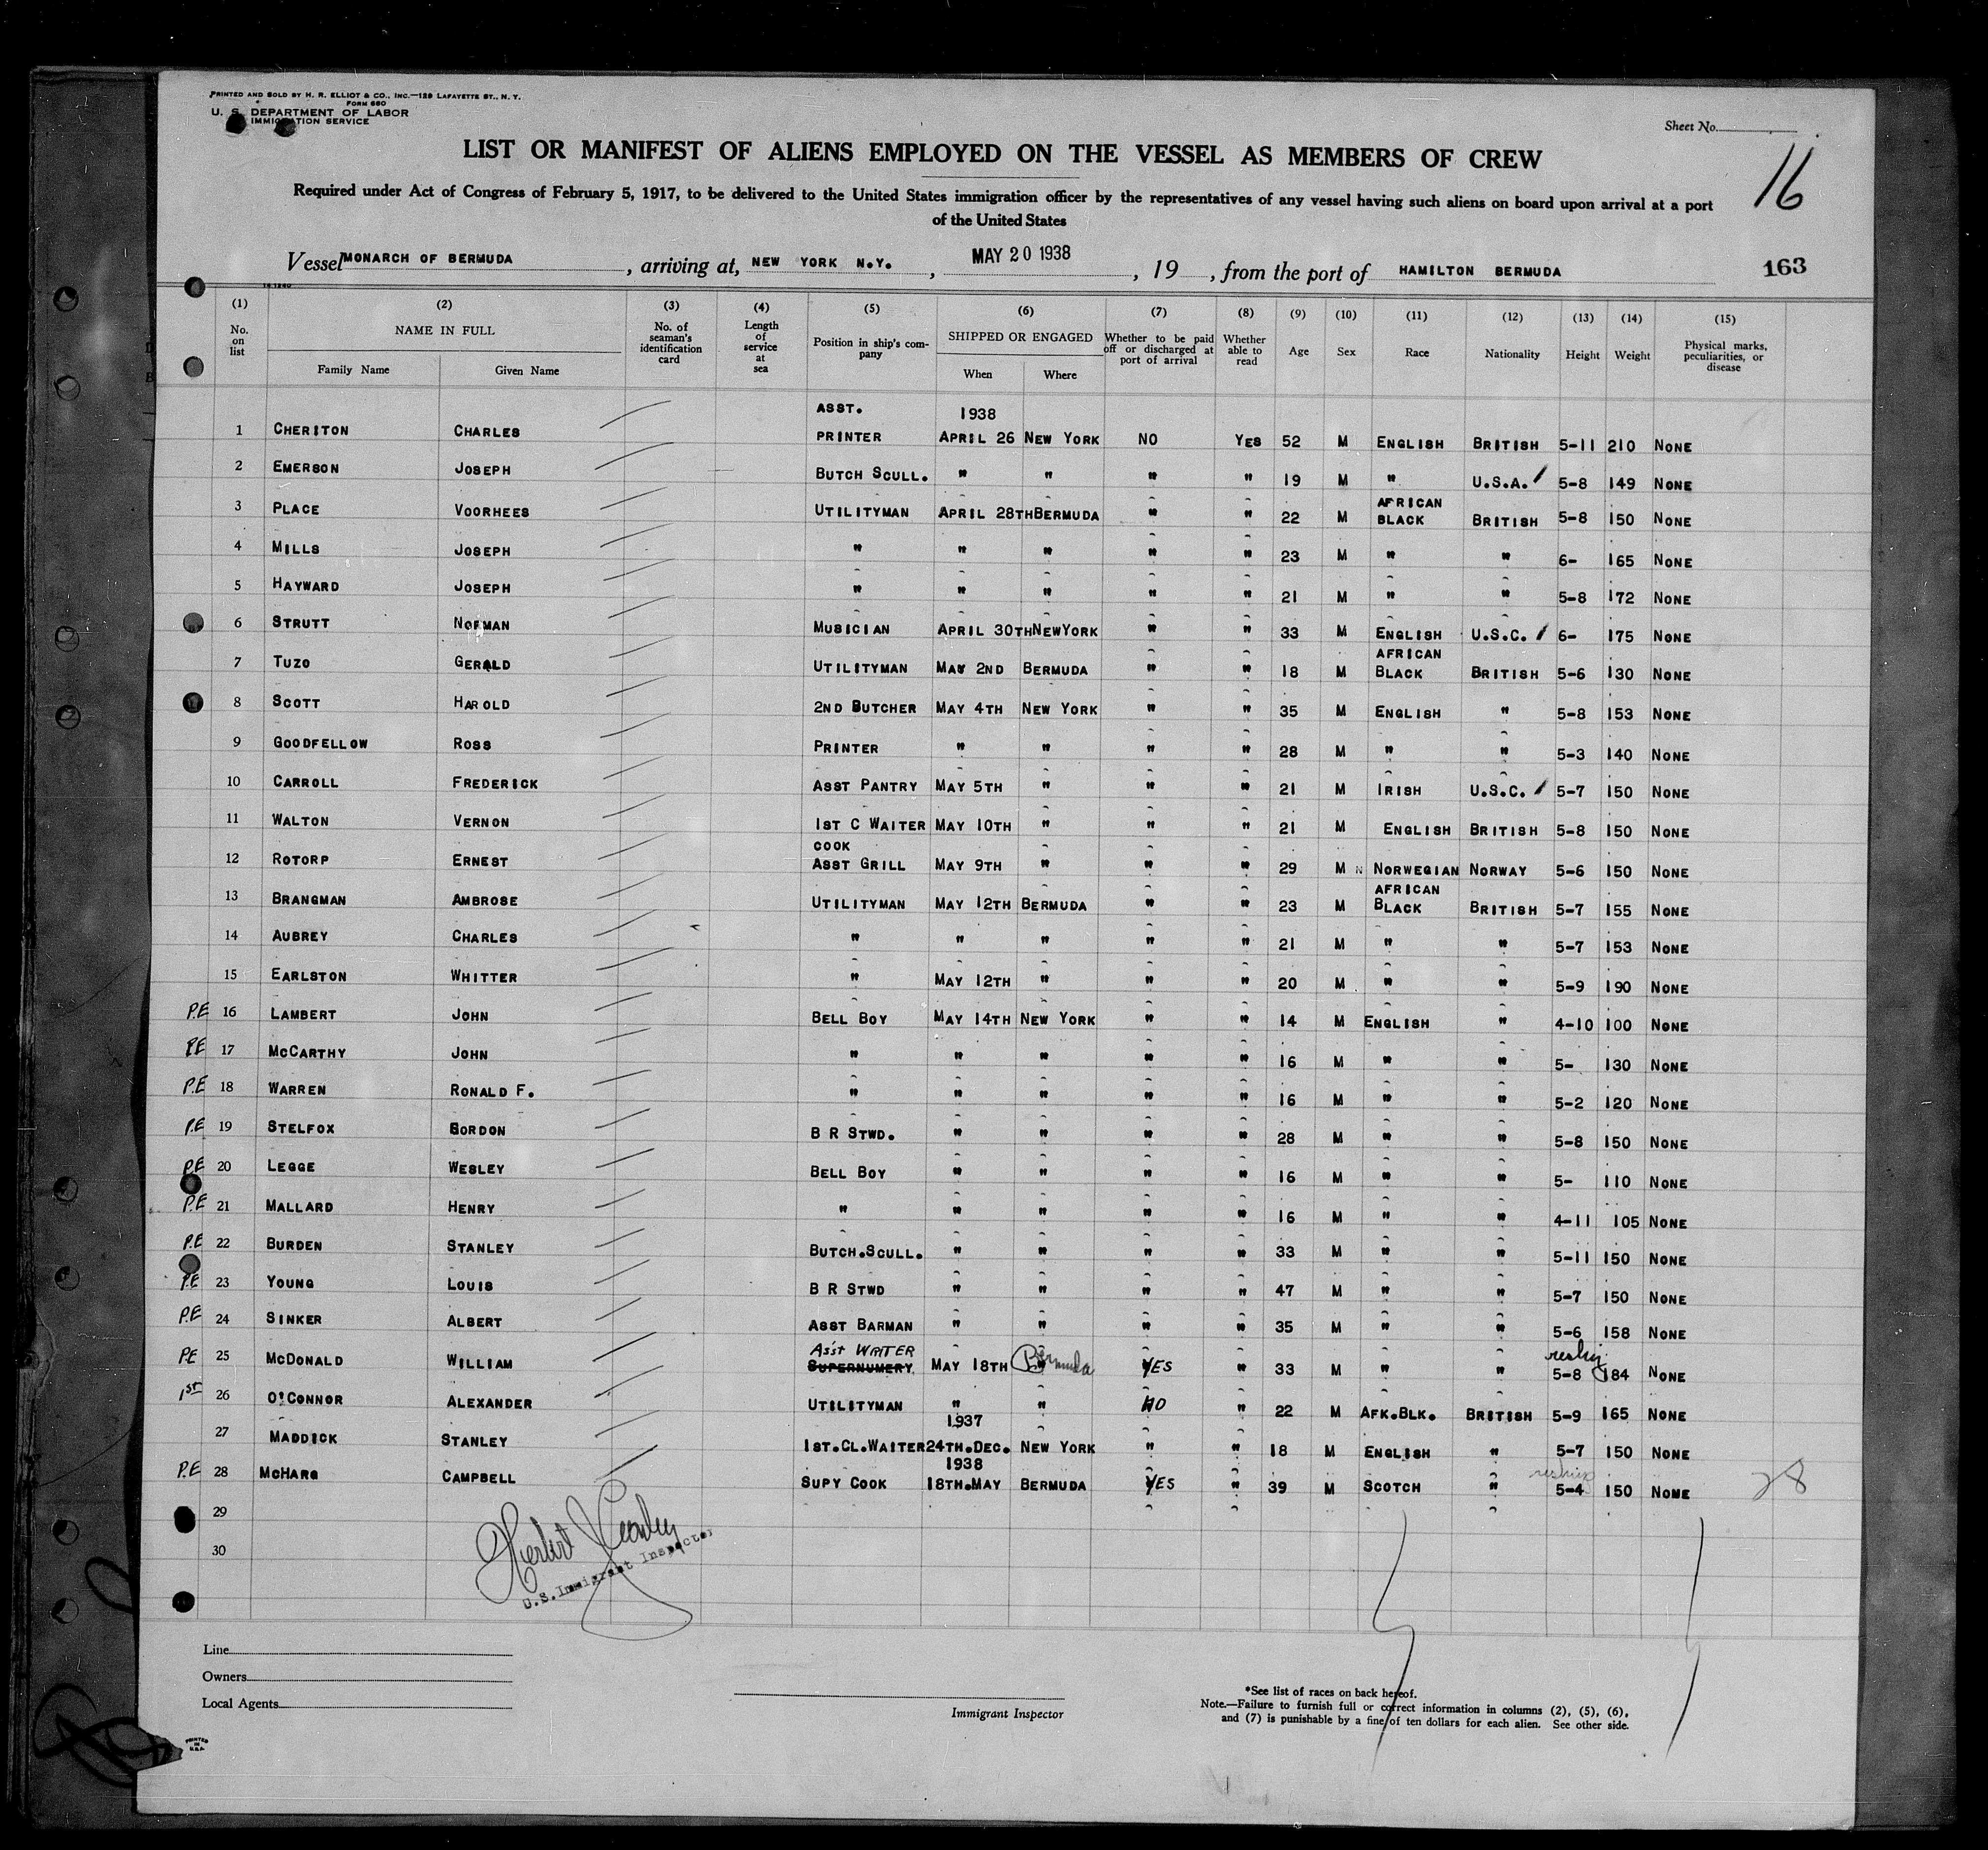 PRINTED AND SOLD BY H. R. ELLIOT & CO., INC.—129 LAFAYETTE ST., N. Y.
FORM 680
U. S. DEPARTMENT OF LABOR
IMMIGRATION SERVICE
Sheet No.
LIST OR MANIFEST OF ALIENS EMPLOYED ON THE VESSEL AS MEMBERS OF CREW
16
Required under Act of Congress of February 5, 1917, to be delivered to the United States immigration officer by the representatives of any vessel having such aliens on board upon arrival at a port
of the United States
Vessel MONARCH OF BERMUDA, arriving at, NEW YORK N.Y., MAY 20 1938, 19, from the port of HAMILTON BERMUDA 163
(1) (2) (3) (4) (5) (6) (7) (8) (9) (10) (11) (12) (13) (14) (15)
No. on list NAME IN FULL Family Name Given Name No. of seaman's identification card Length of service at sea Position in ship's company SHIPPED OR ENGAGED When Where Whether to be paid off or discharged at port of arrival Whether able to read Age Sex Race Nationality Height Weight Physical marks, peculiarities, or disease
ASST. 1938
1 CHERITON CHARLES PRINTER APRIL 26 NEW YORK NO YES 52 M ENGLISH BRITISH 5-11 210 NONE
2 EMERSON JOSEPH BUTCH SCULL. " " " " 19 M " U.S.A. 5-8 149 NONE
AFRICAN
3 PLACE VOORHEES UTILITYMAN APRIL 28TH BERMUDA " " 22 M BLACK BRITISH 5-8 150 NONE
4 MILLS JOSEPH " " " " " 23 M " " 6- 165 NONE
5 HAYWARD JOSEPH " " " " " 21 M " " 5-8 172 NONE
6 STRUTT NORMAN MUSICIAN APRIL 30TH NEWYORK " " 33 M ENGLISH U.S.C. 6- 175 NONE
AFRICAN
7 TUZO GERALD UTILITYMAN MAY 2ND BERMUDA " " 18 M BLACK BRITISH 5-6 130 NONE
8 SCOTT HAROLD 2ND BUTCHER MAY 4TH NEW YORK " " 35 M ENGLISH " 5-8 153 NONE
9 GOODFELLOW ROSS PRINTER " " " " 28 M " " 5-3 140 NONE
10 CARROLL FREDERICK ASST PANTRY MAY 5TH " " " 21 M IRISH U.S.C. 5-7 150 NONE
11 WALTON VERNON 1ST C WAITER MAY 10TH " " " 21 M ENGLISH BRITISH 5-8 150 NONE
COOK
12 ROTORP ERNEST ASST GRILL MAY 9TH " " " 29 M N NORWEGIAN NORWAY 5-6 150 NONE
AFRICAN
13 BRANGMAN AMBROSE UTILITYMAN MAY 12TH BERMUDA " " 23 M BLACK BRITISH 5-7 155 NONE
14 AUBREY CHARLES " " " " " 21 M " " 5-7 153 NONE
15 EARLSTON WHITTER " MAY 12TH " " " 20 M " " 5-9 190 NONE
P.E 16 LAMBERT JOHN BELL BOY MAY 14TH NEW YORK " " 14 M ENGLISH " 4-10 100 NONE
P.E 17 MCCARTHY JOHN " " " " " 16 M " " 5- 130 NONE
P.E 18 WARREN RONALD F. " " " " " 16 M " " 5-2 120 NONE
P.E 19 STELFOX GORDON B R STWD. " " " " 28 M " " 5-8 150 NONE
P.E 20 LEGGE WESLEY BELL BOY " " " " 16 M " " 5- 110 NONE
P.E 21 MALLARD HENRY " " " " " 16 M " " 4-11 105 NONE
P.E 22 BURDEN STANLEY BUTCH.SCULL. " " " " 33 M " " 5-11 150 NONE
P.E 23 YOUNG LOUIS B R STWD " " " " 47 M " " 5-7 150 NONE
P.E 24 SINKER ALBERT ASST BARMAN " " " " 35 M " " 5-6 158 NONE
Ass't WRITER
P.E 25 MCDONALD WILLIAM SUPERNUMERY. MAY 18TH Bermuda YES " 33 M " " 5-8 184 NONE
1st 26 O'CONNOR ALEXANDER UTILITYMAN " " NO " 22 M AFK.BLK. BRITISH 5-9 165 NONE
1937
27 MADDICK STANLEY 1ST.CL.WAITER 24TH.DEC. NEW YORK " " 18 M ENGLISH " 5-7 150 NONE
1938 reship
P.E 28 MCHARG CAMPBELL SUPY COOK 18TH.MAY BERMUDA YES " 39 M SCOTCH " 5-4 150 NONE 28
29
30
U.S. Immigrant Inspector
Line
Owners
Local Agents
Immigrant Inspector
*See list of races on back hereof.
Note.—Failure to furnish full or correct information in columns (2), (5), (6),
and (7) is punishable by a fine of ten dollars for each alien. See other side.
PRINTED
IN
U.S.A.